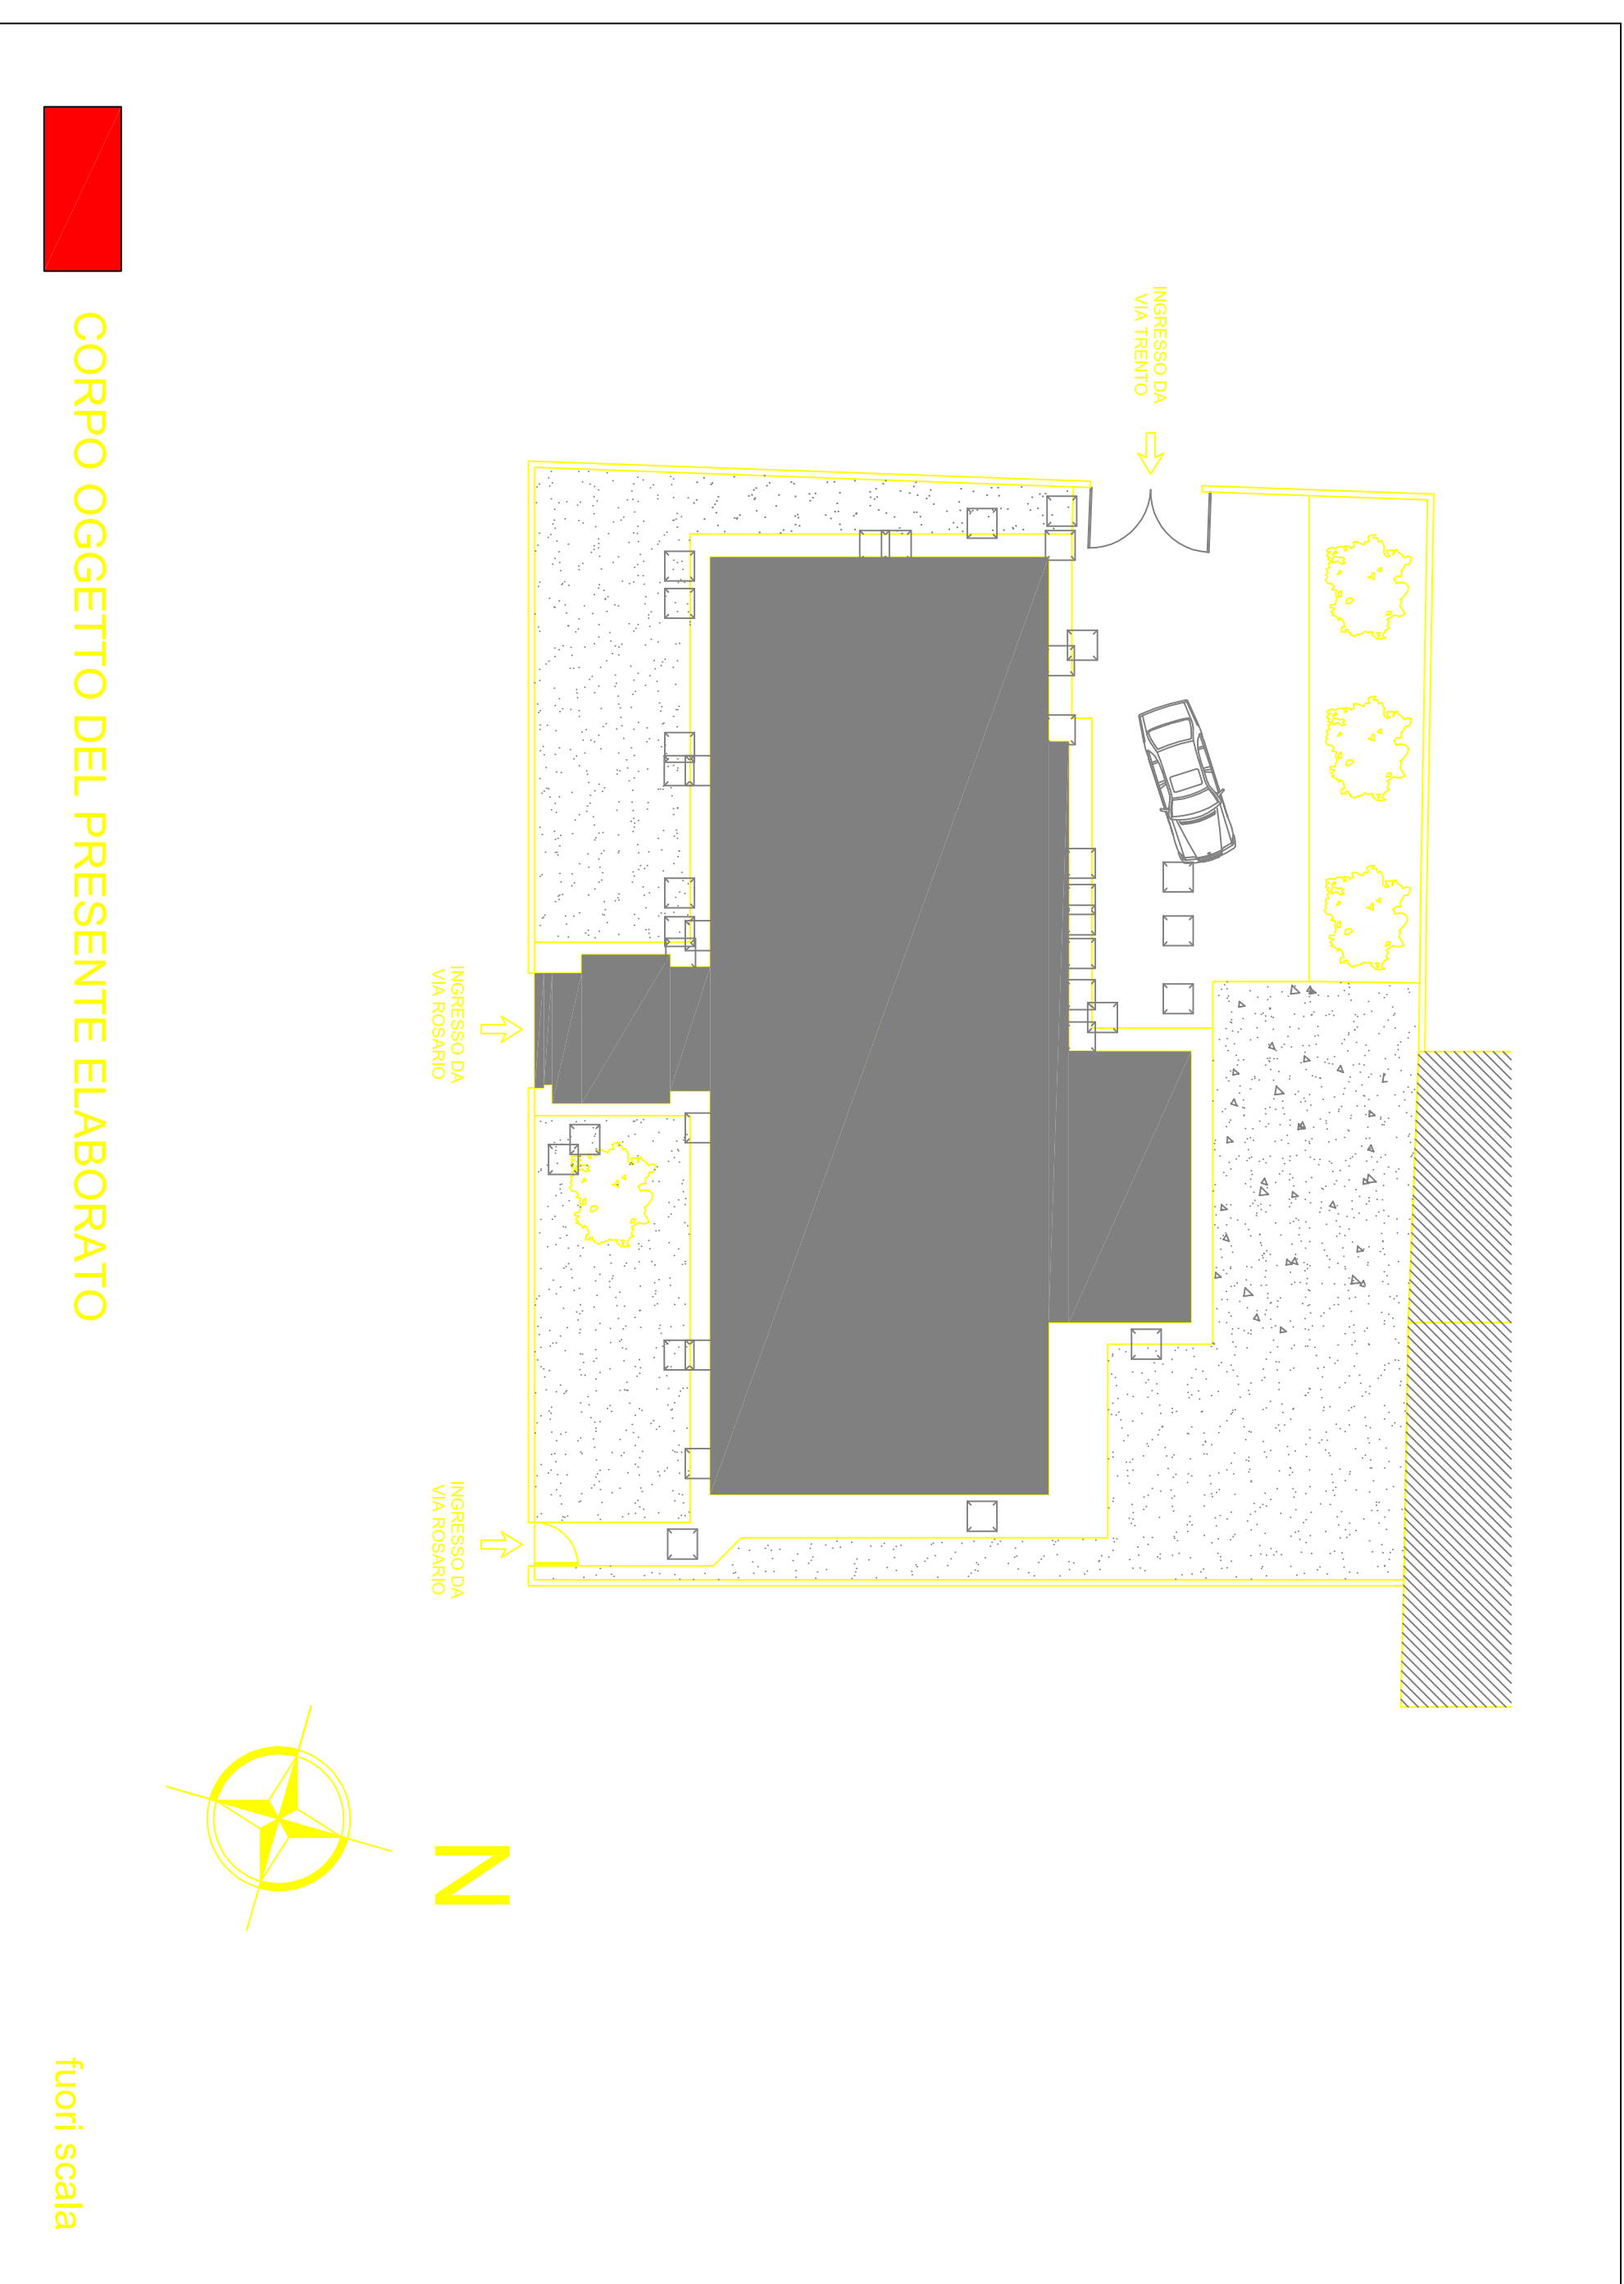 INGRESSO DA
VIA TRENTO
INGRESSO DA
VIA ROSARIO
INGRESSO DA
VIA ROSARIO
N
CORPO OGGETTO DEL PRESENTE ELABORATO
fuori scala